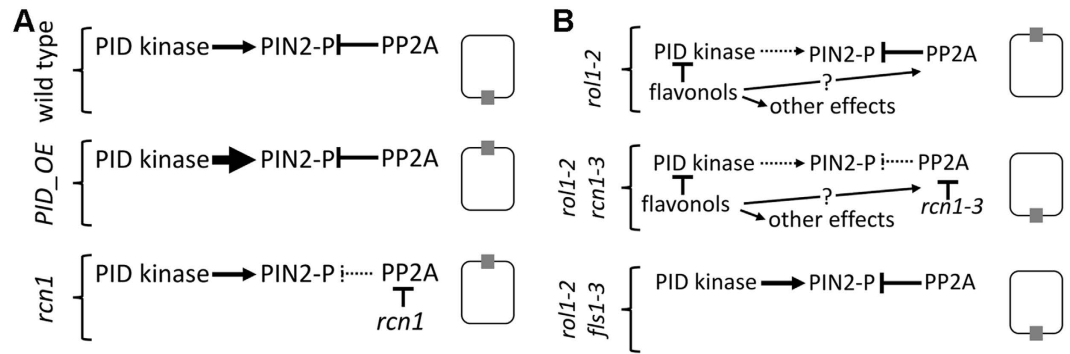 A
wild type
PID kinase PIN2-P PP2A
PID_OE
PID kinase PIN2-P PP2A
rcn1
PID kinase PIN2-P PP2A
rcn1
B
rol1-2
PID kinase PIN2-P PP2A
flavonols ?
other effects
rol1-2
rcn1-3
PID kinase PIN2-P PP2A
flavonols ? rcn1-3
other effects
rol1-2
fls1-3
PID kinase PIN2-P PP2A